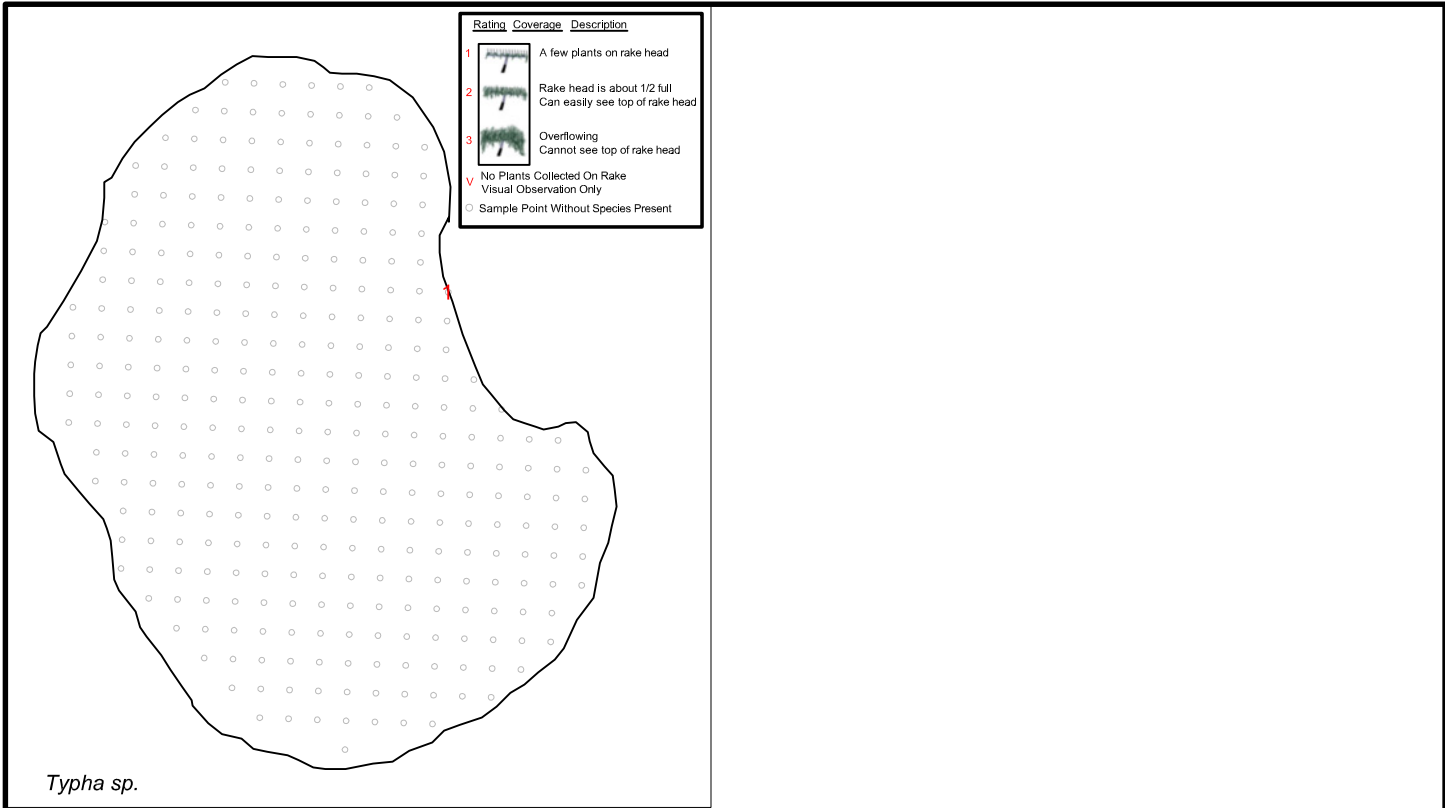 Rating Coverage Description
1 A few plants on rake head
2 Rake head is about 1/2 full
Can easily see top of rake head
3 Overflowing
Cannot see top of rake head
V No Plants Collected On Rake
Visual Observation Only
Sample Point Without Species Present
1
Typha sp.